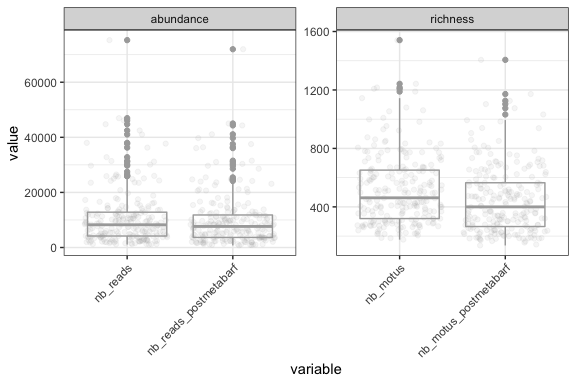 abundance
richness
value
60000
40000
20000
0
1600
1200
800
400
nb_reads
nb_reads_postmetabarf
nb_motus
nb_motus_postmetabarf
variable